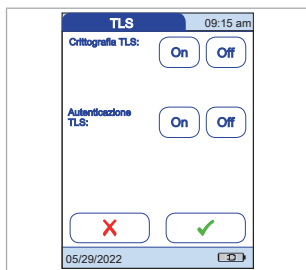 TLS 09:15 am
Crittografia TLS: On Off
Autenticazione
TLS: On Off
05/29/2022